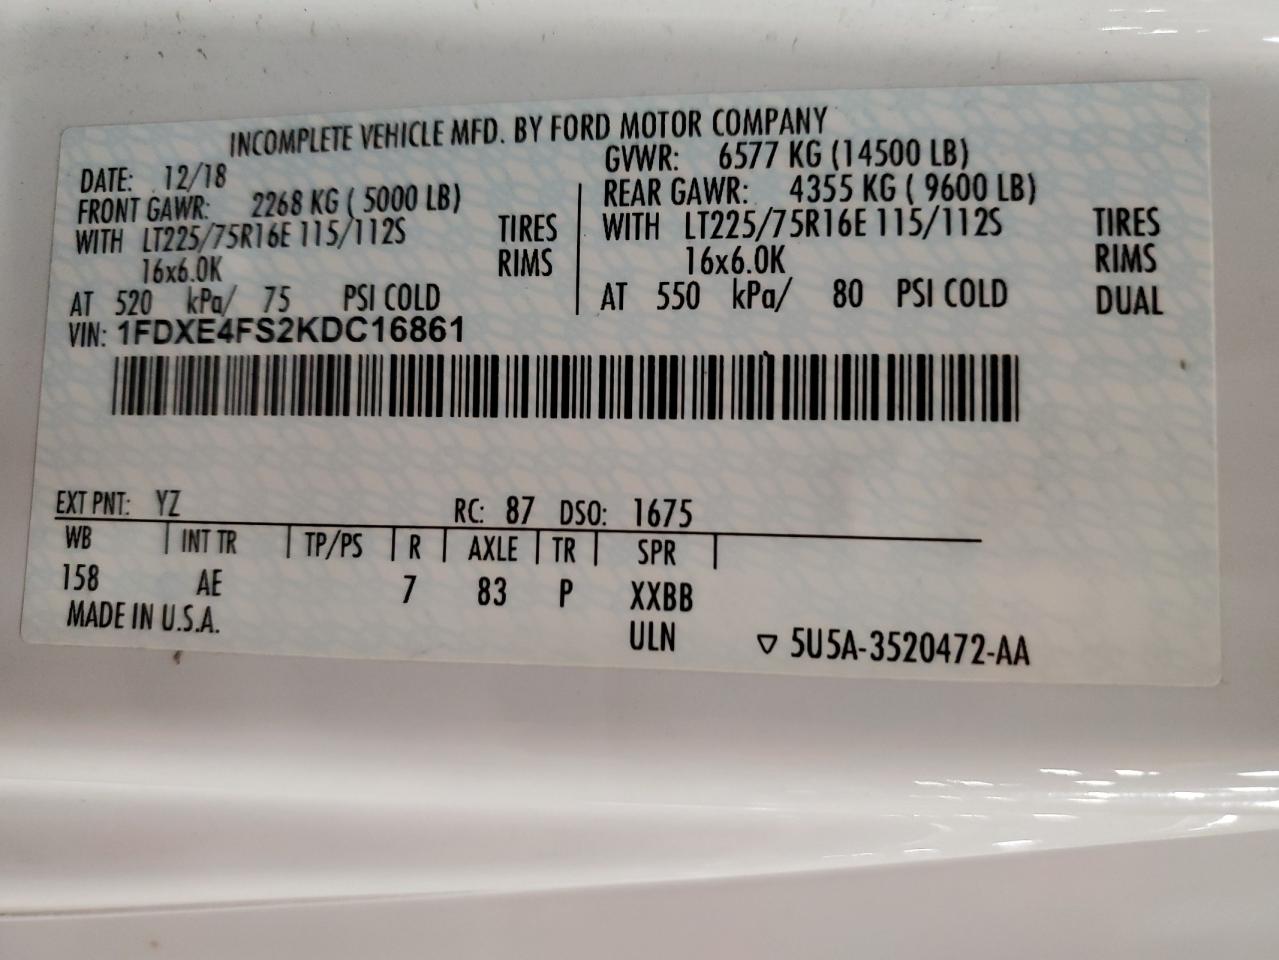 INCOMPLETE VEHICLE MFD. BY FORD MOTOR COMPANY
DATE: 12/18 GVWR: 6577 KG (14500 LB)
FRONT GAWR: 2268 KG ( 5000 LB) REAR GAWR: 4355 KG ( 9600 LB)
WITH LT225/75R16E 115/112S TIRES WITH LT225/75R16E 115/112S TIRES
16x6.0K RIMS 16x6.0K RIMS
AT 520 kPa/ 75 PSI COLD AT 550 kPa/ 80 PSI COLD DUAL
VIN: 1FDXE4FS2KDC16861
EXT PNT: YZ RC: 87 DSO: 1675
WB INT TR TP/PS R AXLE TR SPR
158 AE 7 83 P XXBB
MADE IN U.S.A. ULN 5U5A-3520472-AA